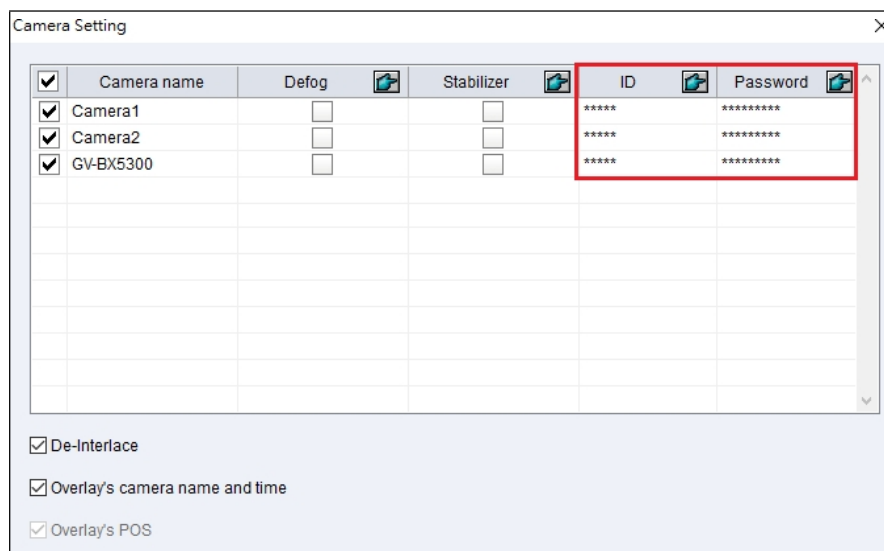 Camera Setting
Camera name Defog Stabilizer ID Password
Camera1 ***** *********
Camera2 ***** *********
GV-BX5300 ***** *********
De-Interlace
Overlay's camera name and time
Overlay's POS